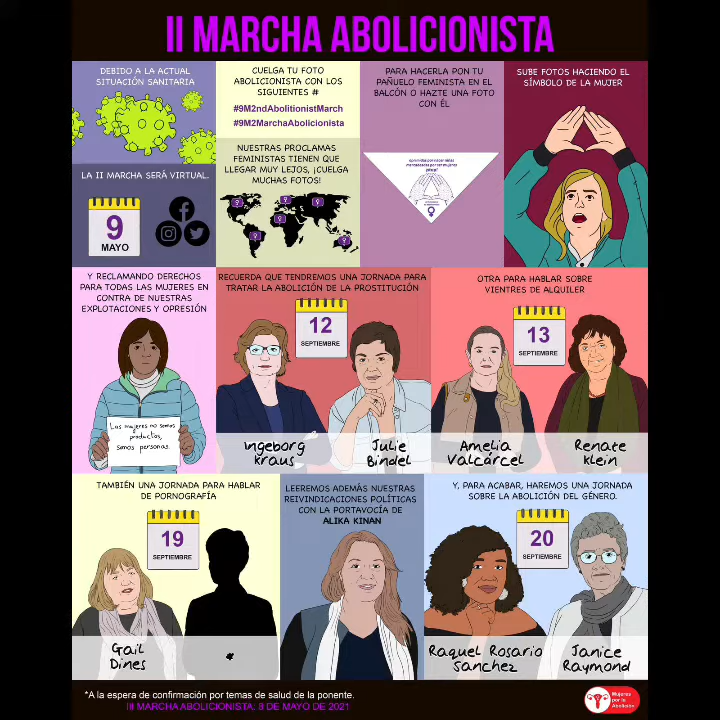 II MARCHA ABOLICIONISTA
DEBIDO A LA ACTUAL
SITUACIÓN SANITARIA
LA II MARCHA SERÁ VIRTUAL.
9
MAYO
CUELGA TU FOTO
ABOLICIONISTA CON LOS
SIGUIENTES #
#9M2ndAbolitionistMarch
#9M2MarchaAbolicionista
NUESTRAS PROCLAMAS
FEMINISTAS TIENEN QUE
LLEGAR MUY LEJOS, ¡CUELGA
MUCHAS FOTOS!
PARA HACERLA PON TU
PAÑUELO FEMINISTA EN EL
BALCÓN O HAZTE UNA FOTO
CON ÉL
SUBE FOTOS HACIENDO EL
SÍMBOLO DE LA MUJER
Y RECLAMANDO DERECHOS
PARA TODAS LAS MUJERES EN
CONTRA DE NUESTRAS
EXPLOTACIONES Y OPRESIÓN
Las mujeres no somos
productos,
somos personas.
RECUERDA QUE TENDREMOS UNA JORNADA PARA
TRATAR LA ABOLICIÓN DE LA PROSTITUCIÓN
12
SEPTIEMBRE
Ingeborg
Kraus
Julie
Bindel
OTRA PARA HABLAR SOBRE
VIENTRES DE ALQUILER
13
SEPTIEMBRE
Amelia
Valcárcel
Renate
Klein
TAMBIÉN UNA JORNADA PARA HABLAR
DE PORNOGRAFÍA
19
SEPTIEMBRE
Gail
Dines
*
LEEREMOS ADEMÁS NUESTRAS
REIVINDICACIONES POLÍTICAS
CON LA PORTAVOCÍA DE
ALIKA KINAN
Y, PARA ACABAR, HAREMOS UNA JORNADA
SOBRE LA ABOLICIÓN DEL GÉNERO.
20
SEPTIEMBRE
Raquel Rosario
Sanchez
Janice
Raymond
*A la espera de confirmación por temas de salud de la ponente.
III MARCHA ABOLICIONISTA: 8 DE MAYO DE 2021
Mujeres
por la
Abolición